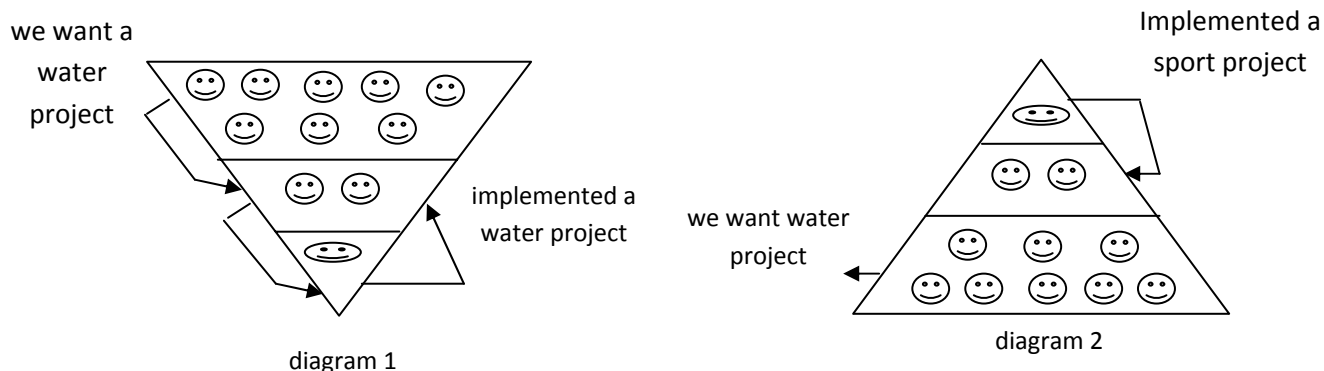 we want a
water
project
implemented a
water project
diagram 1
Implemented a
sport project
we want water
project
diagram 2